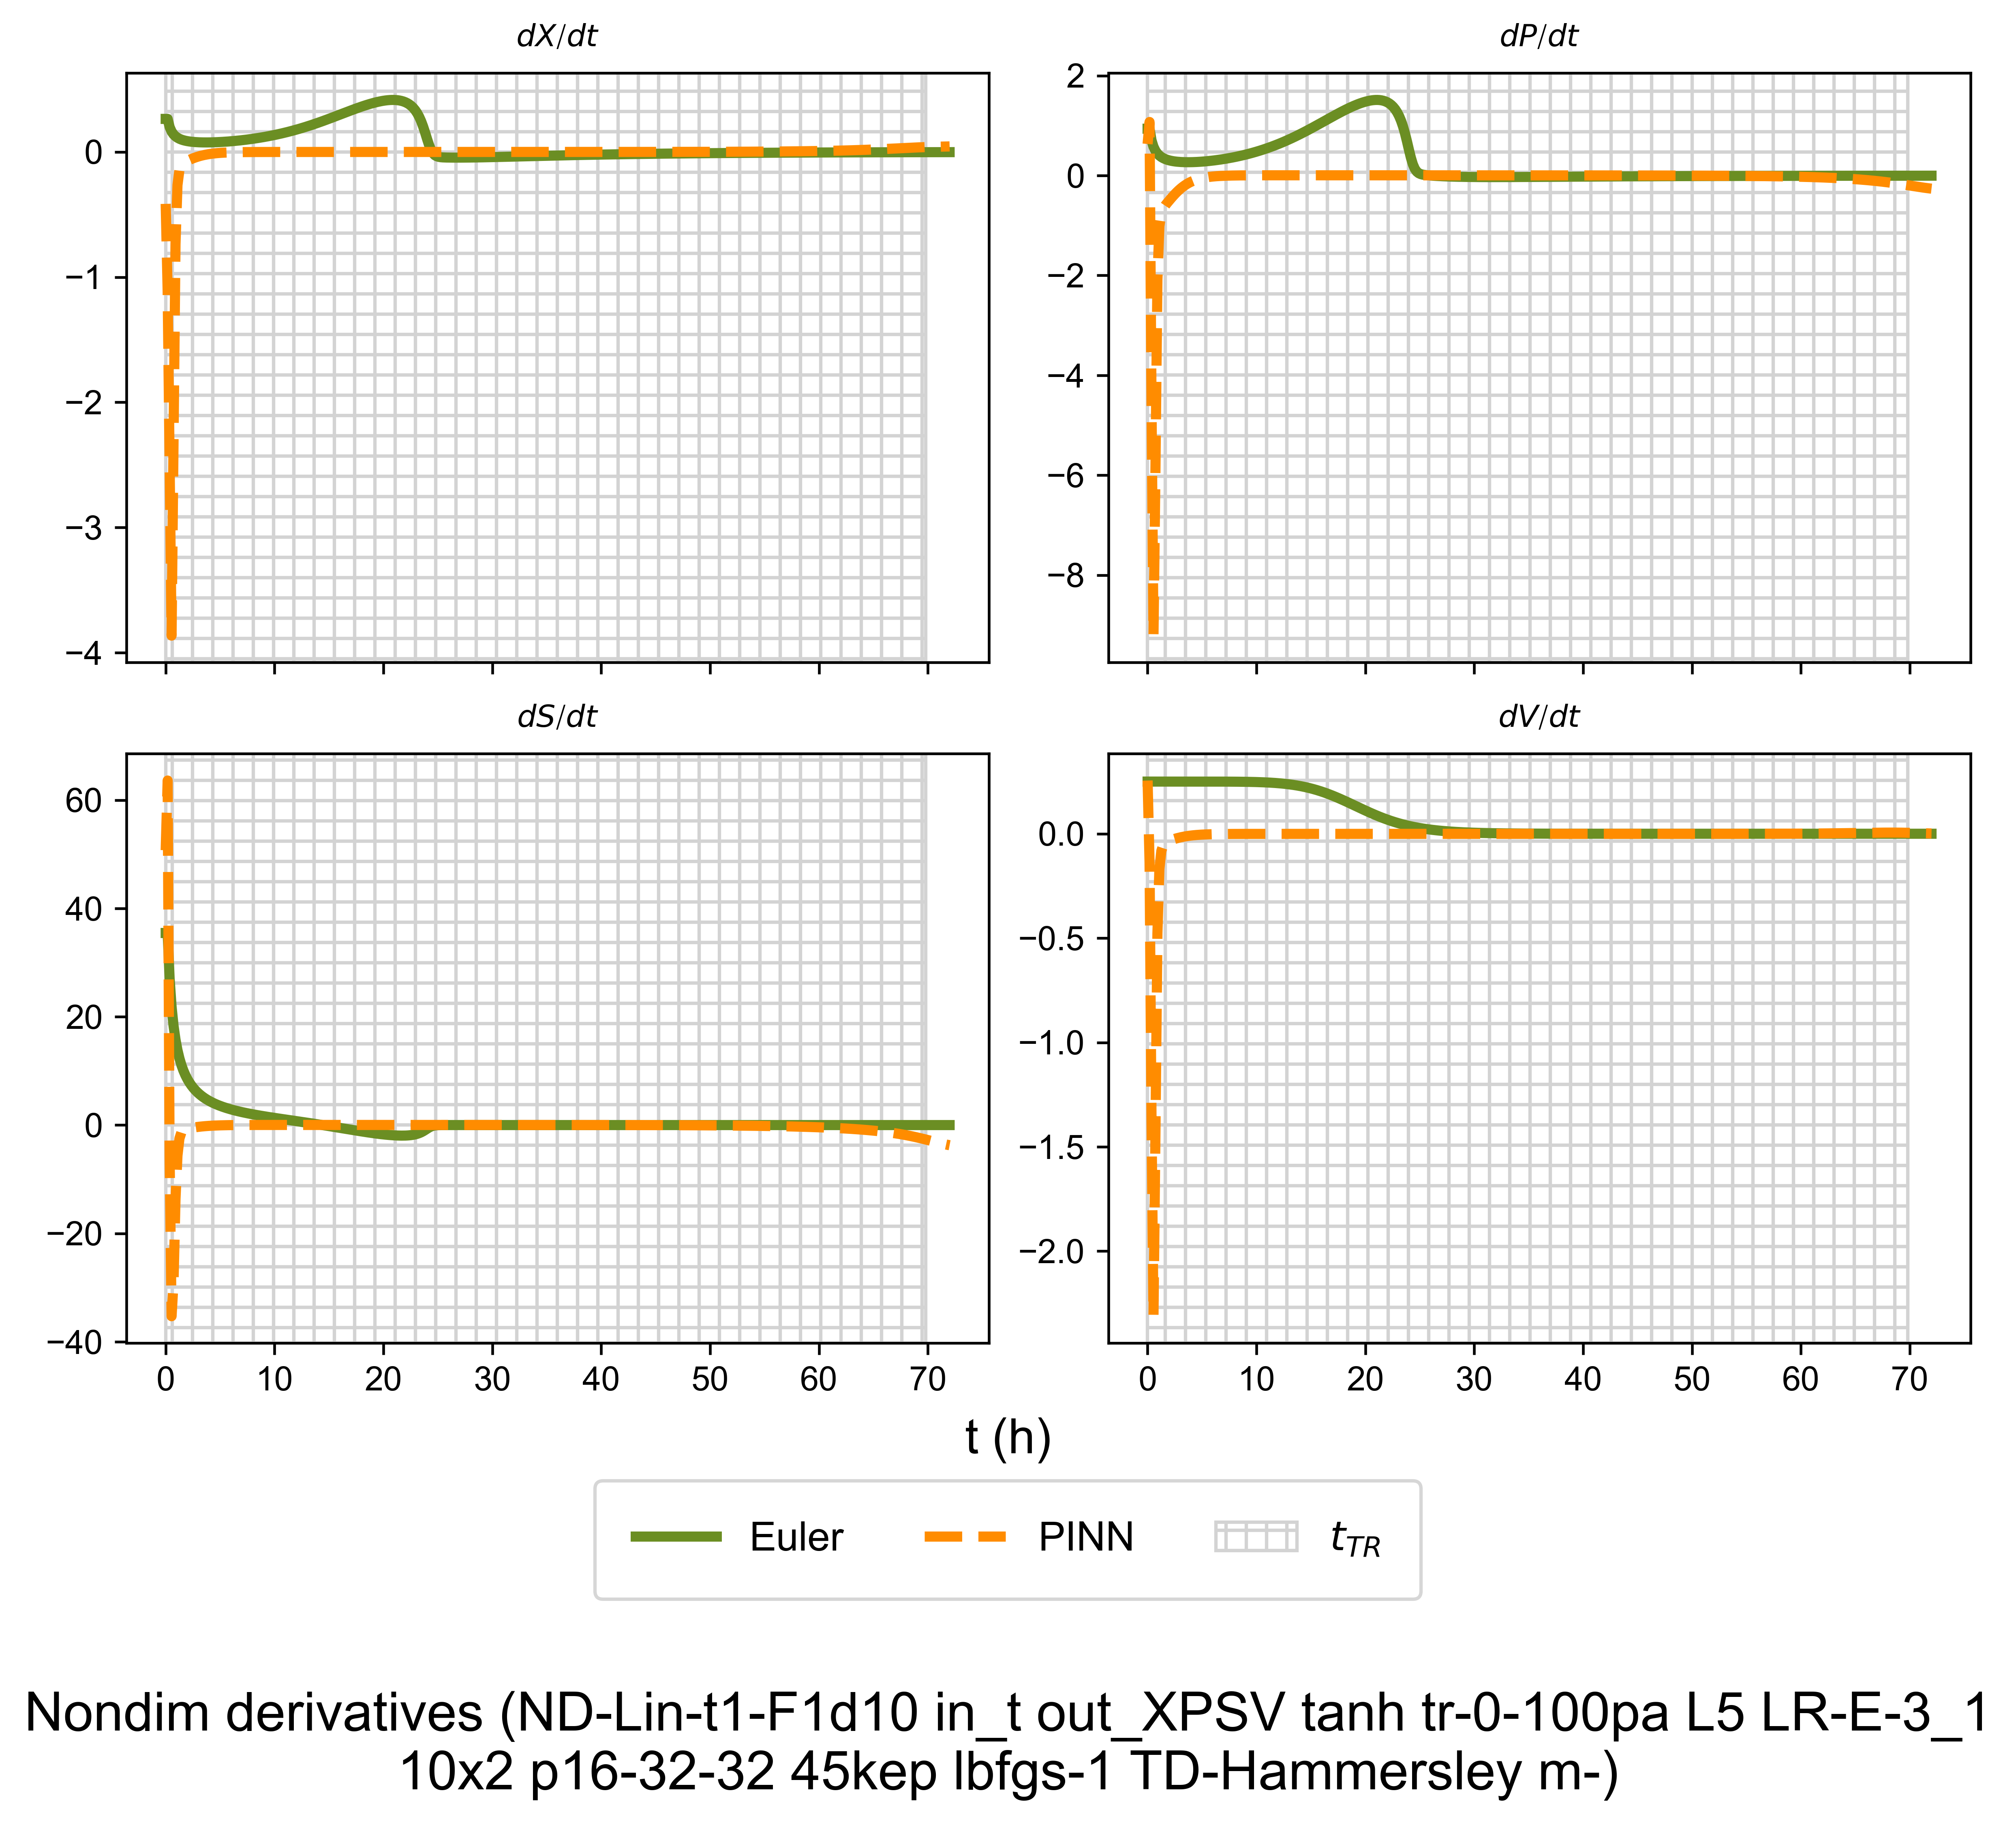 dX/dt
dP/dt
0
−1
−2
−3
−4
2
0
−2
−4
−6
−8
dS/dt
dV/dt
60
40
20
0
−20
−40
0.0
−0.5
−1.0
−1.5
−2.0
0 10 20 30 40 50 60 70
0 10 20 30 40 50 60 70
t (h)
Euler PINN t_TR
Nondim derivatives (ND-Lin-t1-F1d10 in_t out_XPSV tanh tr-0-100pa L5 LR-E-3_1
10x2 p16-32-32 45kep lbfgs-1 TD-Hammersley m-)